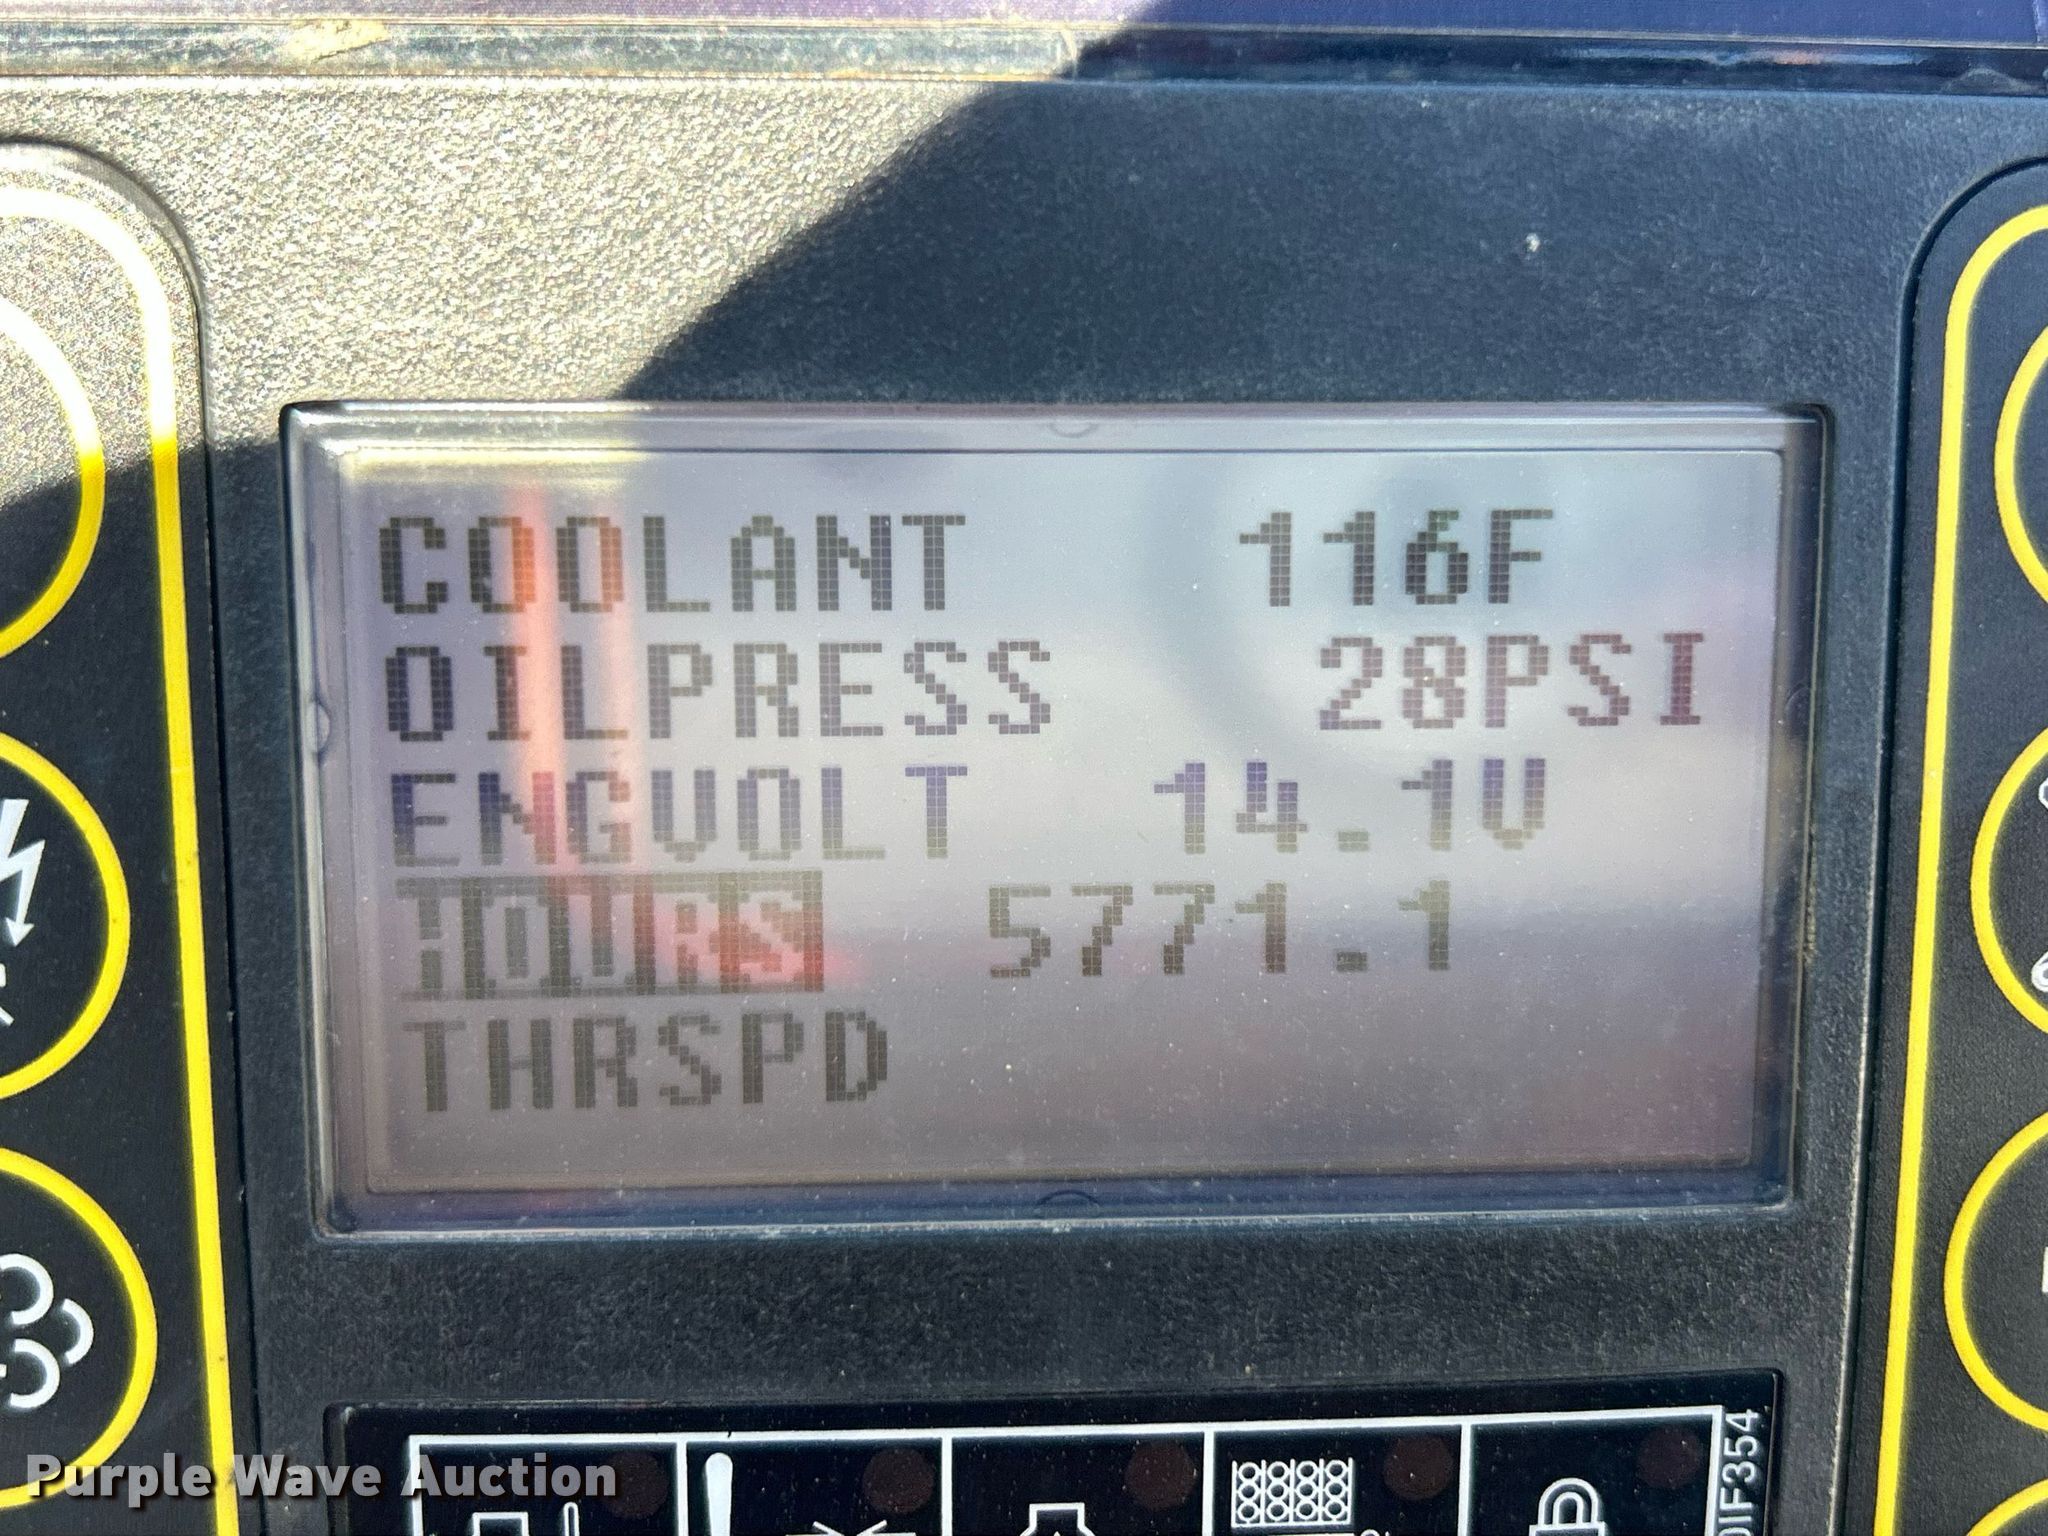 COOLANT 116F
OILPRESS 28PSI
ENGVOLT 14.1V
HOURS 5771.1
THRSPD
Purple Wave Auction